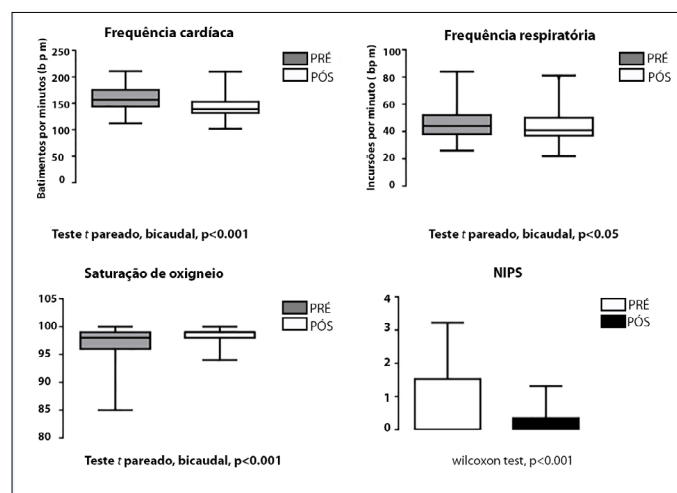 Frequência cardíaca
Batimentos por minutos (b p m)
250
200
150
100
50
0
PRÉ
PÓS
Teste t pareado, bicaudal, p<0.001
Frequência respiratória
Incursões por minuto ( bp m)
100
80
60
40
20
0
PRÉ
PÓS
Teste t pareado, bicaudal, p<0.05
Saturação de oxigneio
105
100
95
90
85
80
PRÉ
PÓS
Teste t pareado, bicaudal, p<0.001
NIPS
4
3
2
1
0
PRÉ
PÓS
wilcoxon test, p<0.001